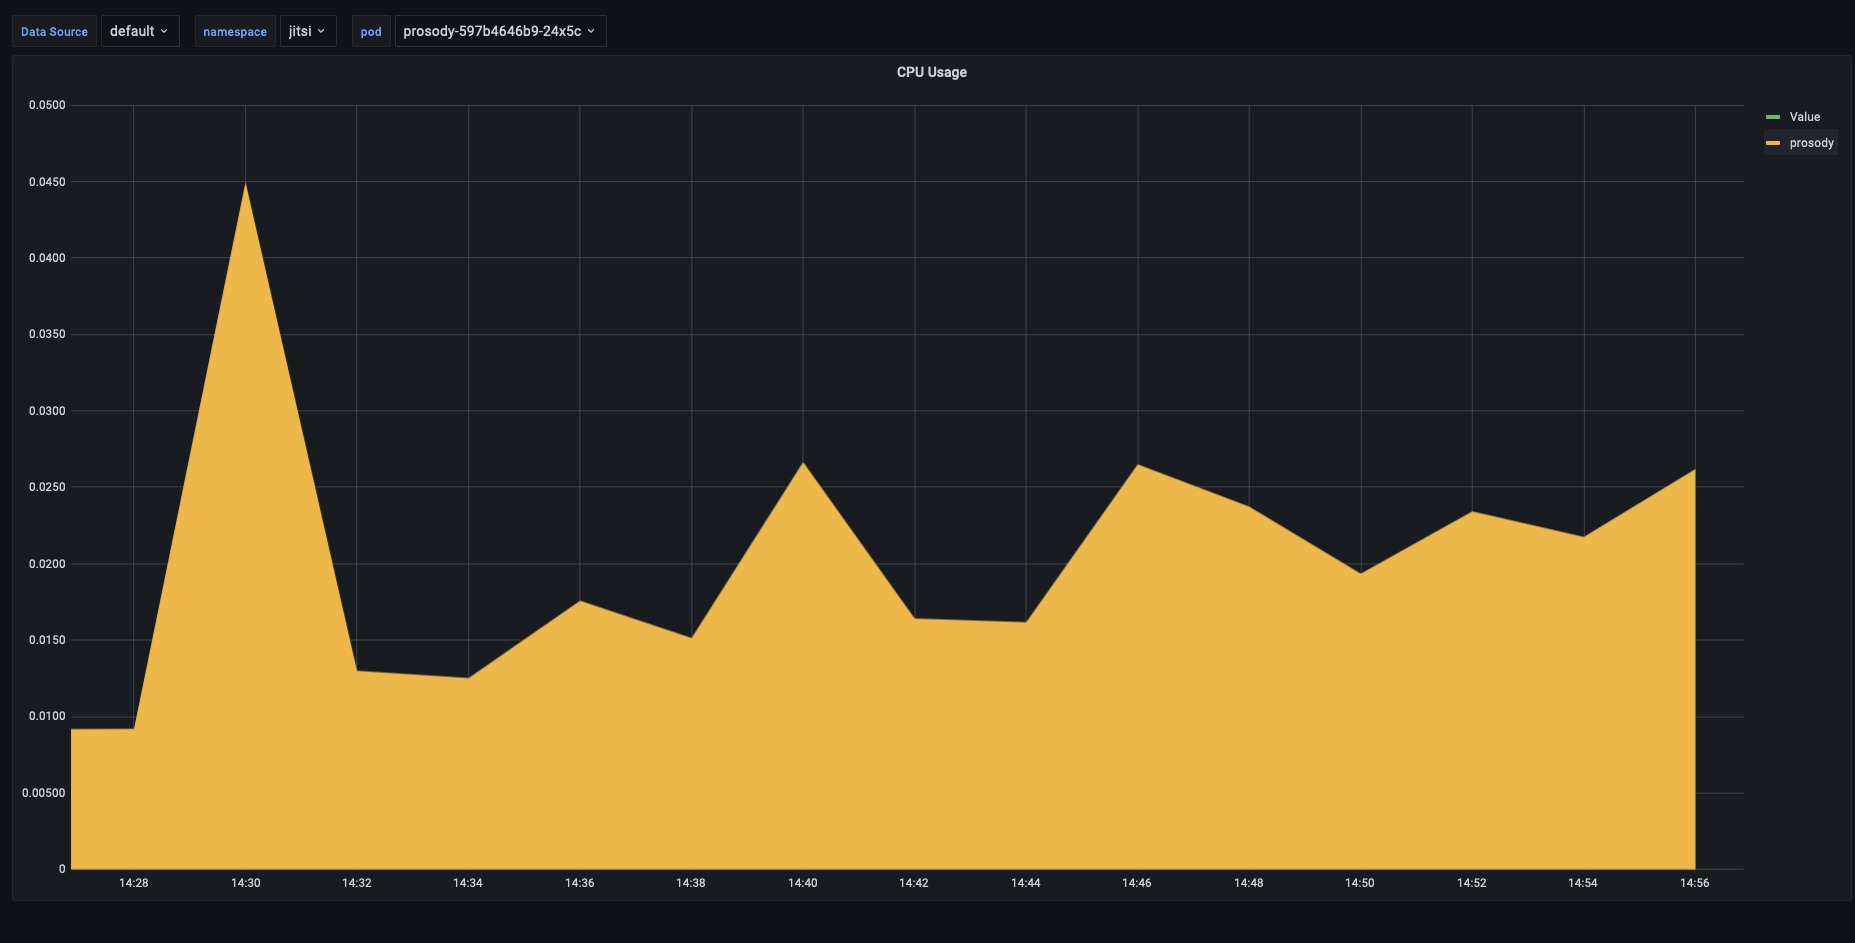 Data Source default namespace jitsi pod prosody-597b4646b9-24x5c
CPU Usage
0.0500
0.0450
0.0400
0.0350
0.0300
0.0250
0.0200
0.0150
0.0100
0.00500
0
14:28 14:30 14:32 14:34 14:36 14:38 14:40 14:42 14:44 14:46 14:48 14:50 14:52 14:54 14:56
Value
prosody